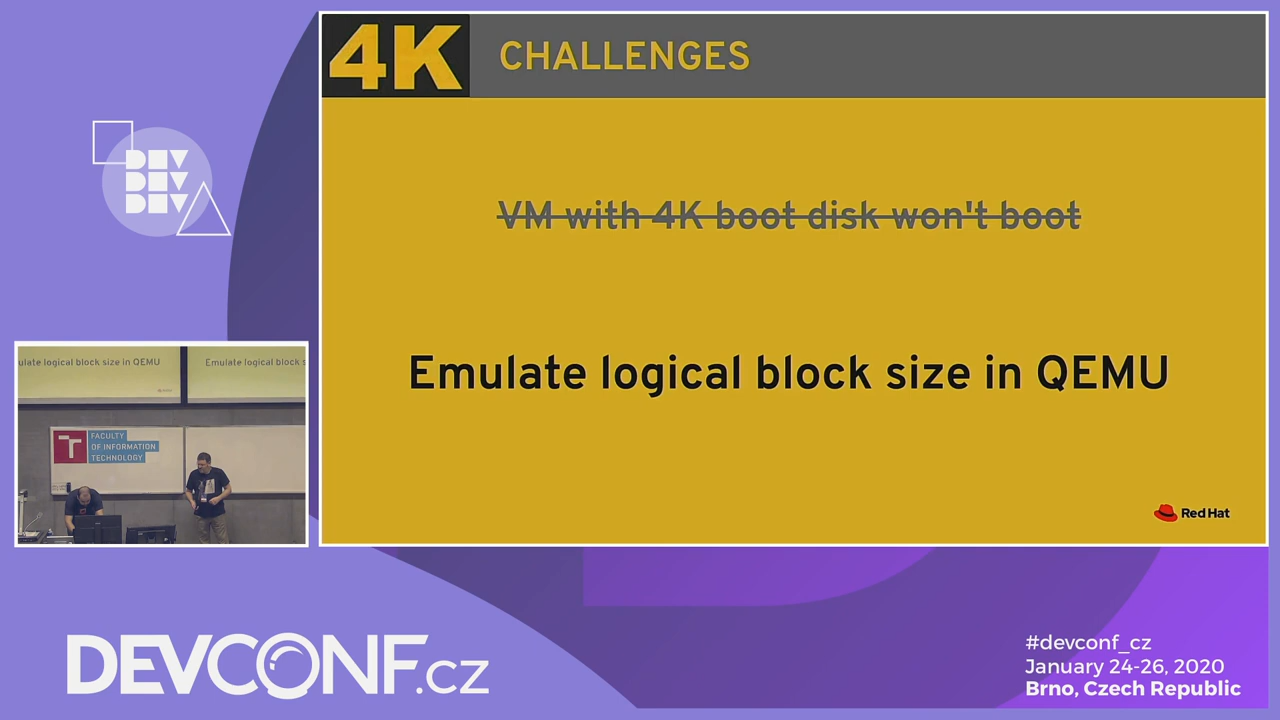 4K CHALLENGES
VM with 4K boot disk won't boot
Emulate logical block size in QEMU
Red Hat
DEV
DEV
DEV
ulate logical block size in QEMU
Emulate logical block s
FACULTY
OF INFORMATION
TECHNOLOGY
DEVCONF.cz
#devconf_cz
January 24-26, 2020
Brno, Czech Republic